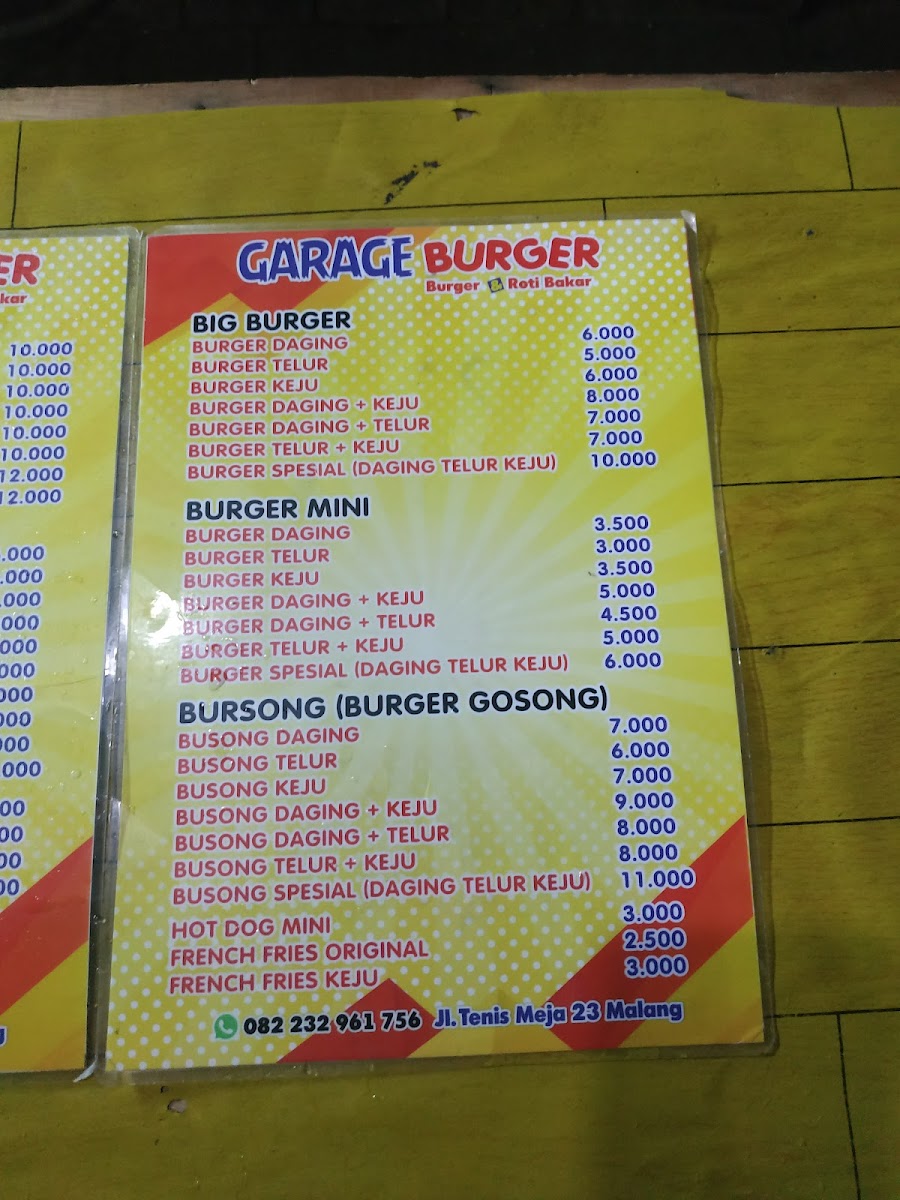 ER
kar
10.000
10.000
10.000
10.000
10.000
10.000
12.000
12.000
GARAGE BURGER
Burger & Roti Bakar
BIG BURGER
BURGER DAGING 6.000
BURGER TELUR 5.000
BURGER KEJU 6.000
BURGER DAGING + KEJU 8.000
BURGER DAGING + TELUR 7.000
BURGER TELUR + KEJU 7.000
BURGER SPESIAL (DAGING TELUR KEJU) 10.000
BURGER MINI
BURGER DAGING 3.500
BURGER TELUR 3.000
BURGER KEJU 3.500
BURGER DAGING + KEJU 5.000
BURGER DAGING + TELUR 4.500
BURGER TELUR + KEJU 5.000
BURGER SPESIAL (DAGING TELUR KEJU) 6.000
BURSONG (BURGER GOSONG)
BUSONG DAGING 7.000
BUSONG TELUR 6.000
BUSONG KEJU 7.000
BUSONG DAGING + KEJU 9.000
BUSONG DAGING + TELUR 8.000
BUSONG TELUR + KEJU 8.000
BUSONG SPESIAL (DAGING TELUR KEJU) 11.000
HOT DOG MINI 3.000
FRENCH FRIES ORIGINAL 2.500
FRENCH FRIES KEJU 3.000
082 232 961 756 Jl. Tenis Meja 23 Malang